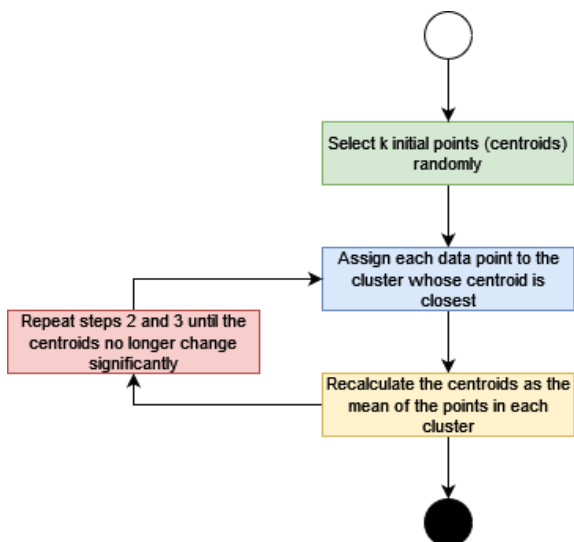 Select k initial points (centroids)
randomly
Assign each data point to the
cluster whose centroid is
closest
Repeat steps 2 and 3 until the
centroids no longer change
significantly
Recalculate the centroids as the
mean of the points in each
cluster